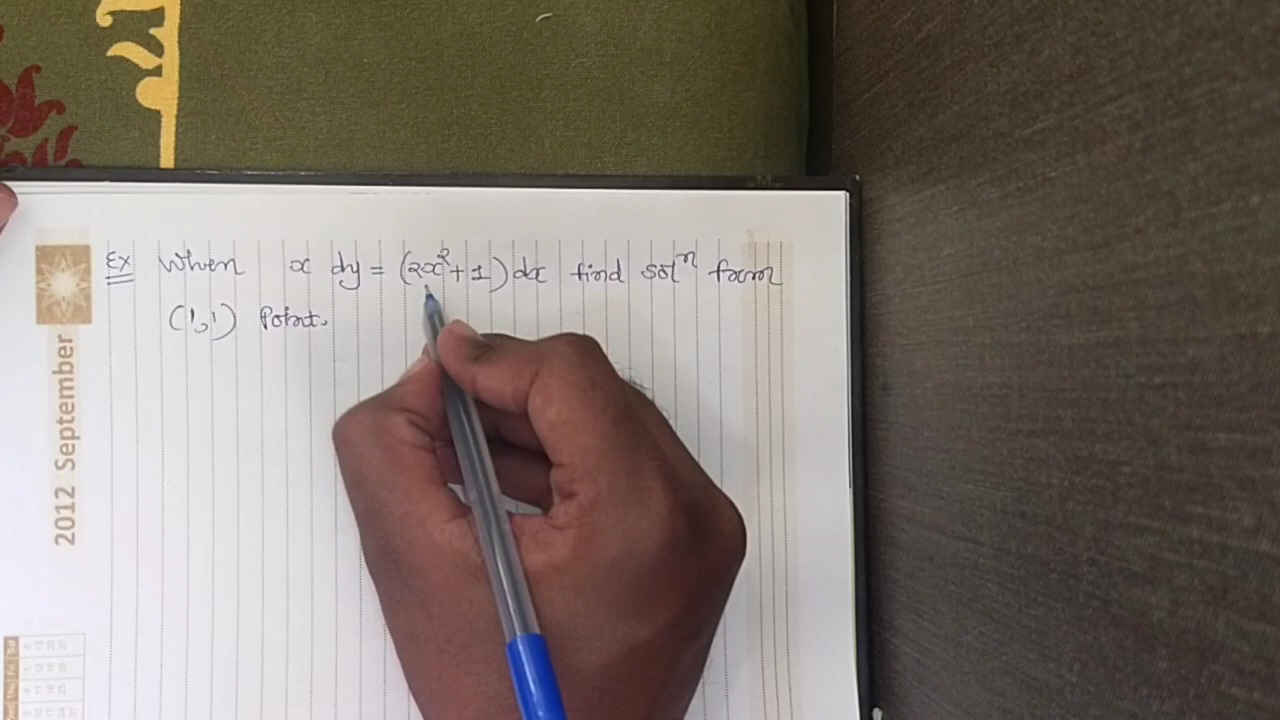 Ex When x dy = (2x²+1)dx find solⁿ from
(1,1) Point.
2012 September